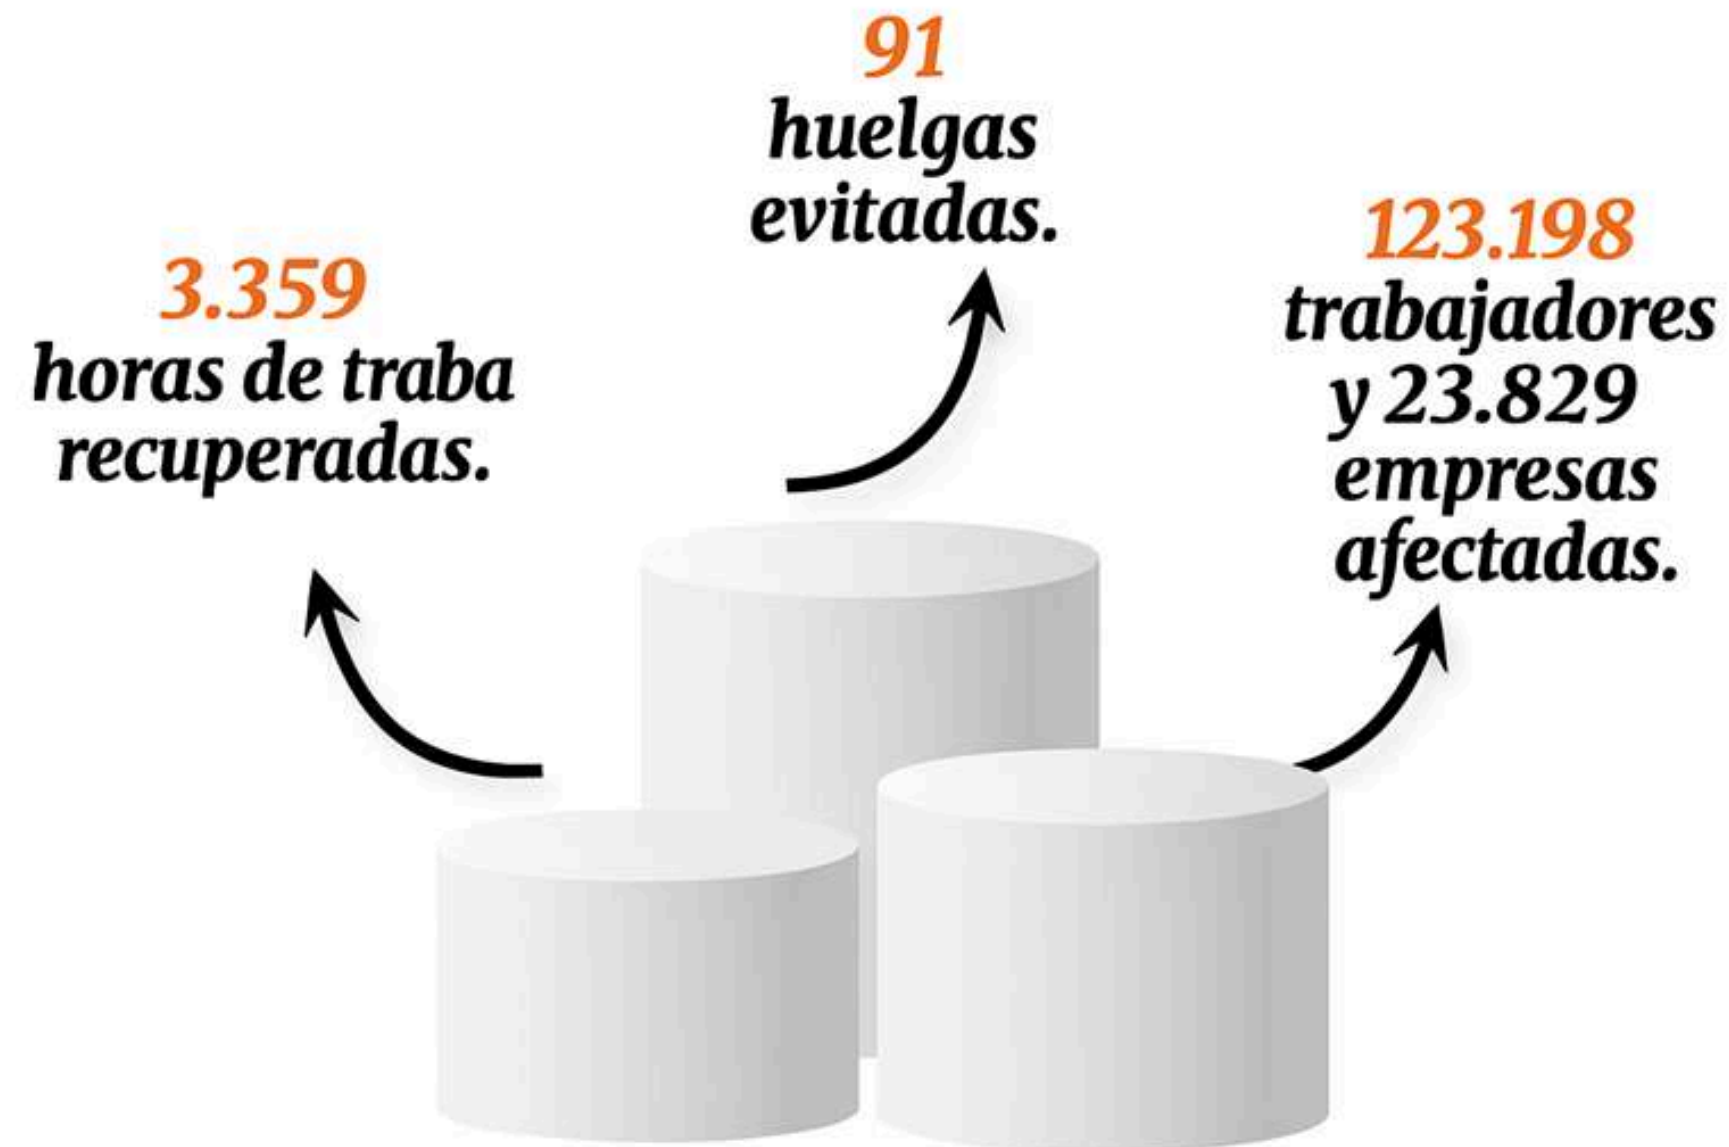 91
huelgas
evitadas.
3.359
horas de traba
recuperadas.
123.198
trabajadores
y 23.829
empresas
afectadas.